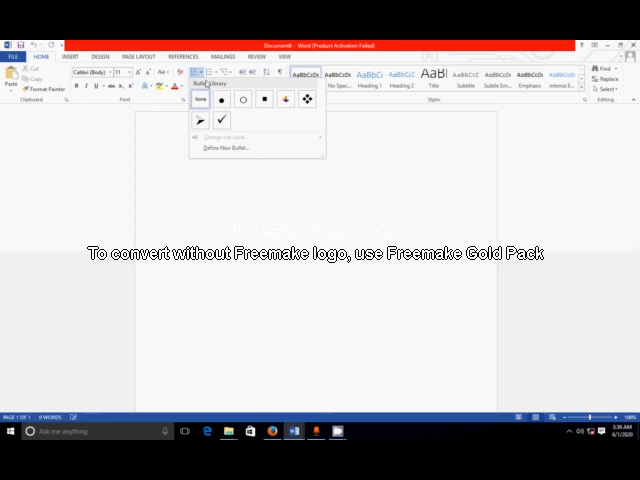 Document6 - Word (Product Activation Failed)
FILE HOME INSERT DESIGN PAGE LAYOUT REFERENCES MAILINGS REVIEW VIEW
Cut
Copy
Format Painter
Paste
Calibri (Body) 11
AaBbCcDc AaBbCcDc AaBbCc AaBbCc AaBI AaBbCcC AaBbCcDc AaBbCcDc AaBbCcDc
No Spac... Heading 1 Heading 2 Title Subtitle Subtle Em... Emphasis Intense E...
Find
Replace
Select
Clipboard Font Styles Editing
Bullet Library
None
Change List Level
Define New Bullet...
To convert without Freemake logo, use Freemake Gold Pack
PAGE 1 OF 1 0 WORDS 100%
Ask me anything
3:36 AM
6/1/2020